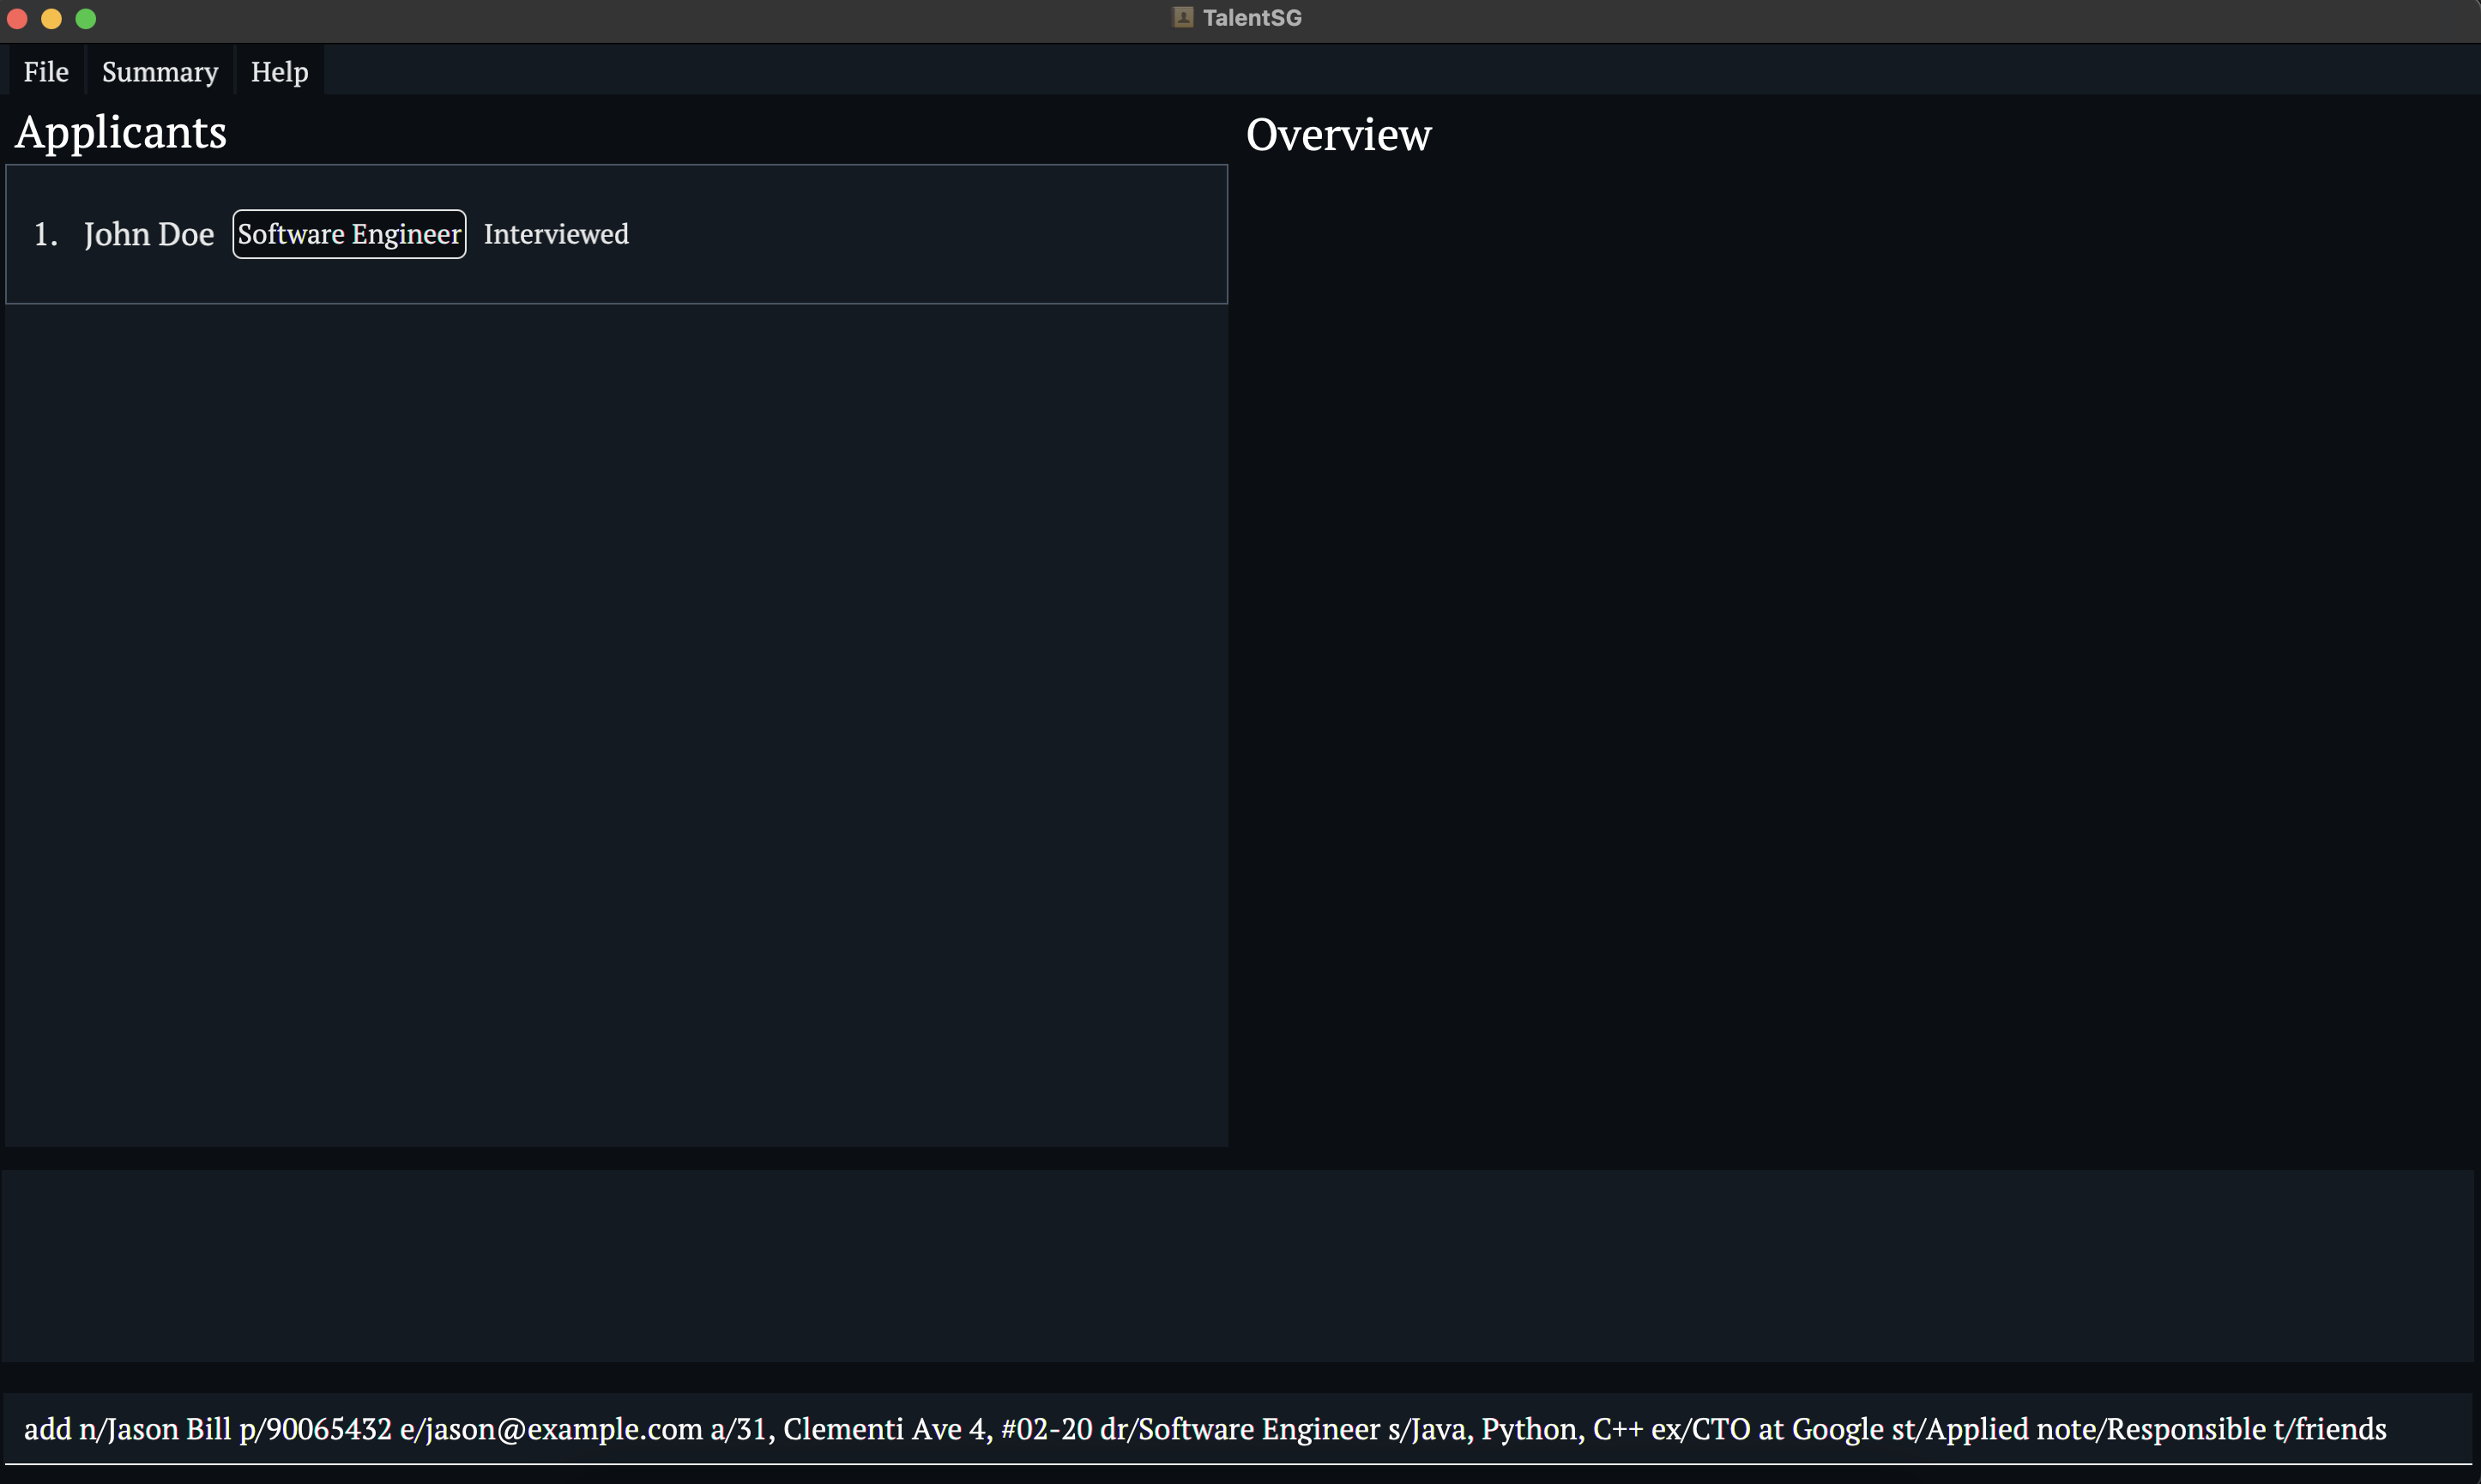 TalentSG
File Summary Help
Applicants
Overview
1. John Doe Software Engineer Interviewed
add n/Jason Bill p/90065432 e/jason@example.com a/31, Clementi Ave 4, #02-20 dr/Software Engineer s/Java, Python, C++ ex/CTO at Google st/Applied note/Responsible t/friends